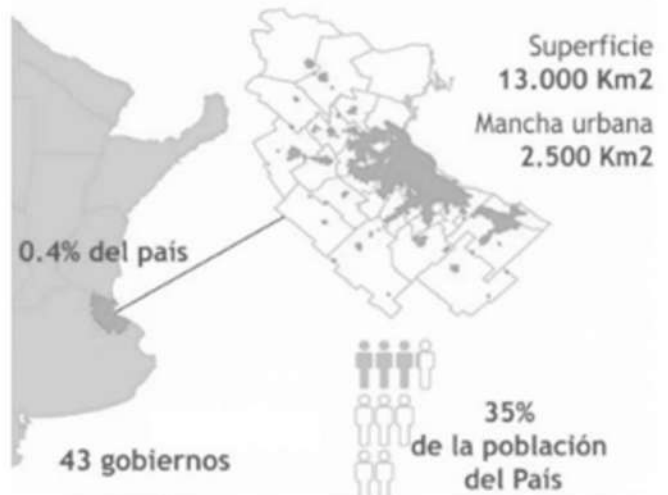 Superficie
13.000 Km2
Mancha urbana
2.500 Km2
0.4% del país
35%
de la población
del País
43 gobiernos